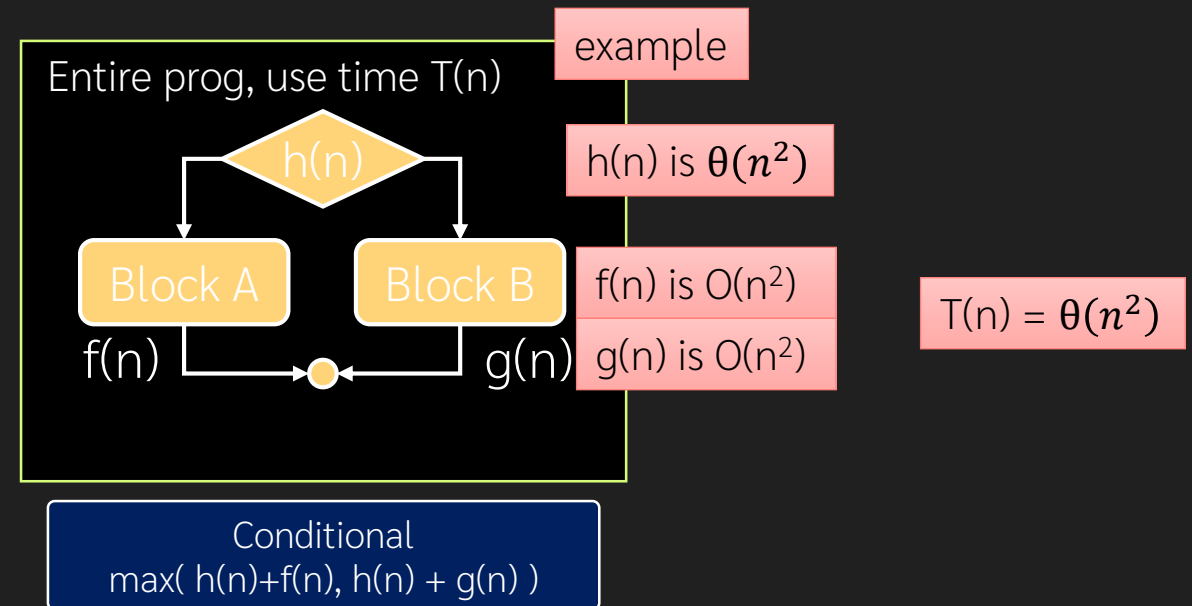 example
Entire prog, use time T(n)
h(n)
h(n) is θ(n²)
Block A
Block B
f(n)
g(n)
f(n) is O(n²)
g(n) is O(n²)
T(n) = θ(n²)
Conditional
max( h(n)+f(n), h(n) + g(n) )